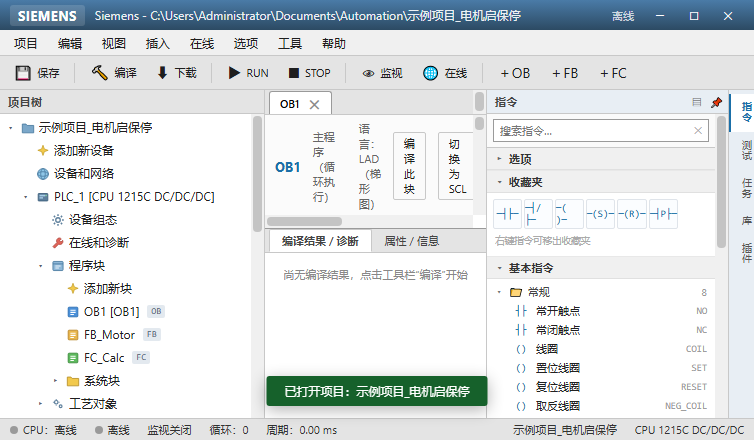 SIEMENS Siemens - C:\Users\Administrator\Documents\Automation\示例项目_电机启保停 离线
项目 编辑 视图 插入 在线 选项 工具 帮助
保存 编译 下载 RUN STOP 监视 在线 + OB + FB + FC
项目树
示例项目_电机启保停
添加新设备
设备和网络
PLC_1 [CPU 1215C DC/DC/DC]
设备组态
在线和诊断
程序块
添加新块
OB1 [OB1] OB
FB_Motor FB
FC_Calc FC
系统块
工艺对象
OB1
OB1
主程序（循环执行）
语言：LAD（梯形图）
编译此块
切换为 SCL
编译结果 / 诊断 属性 / 信息
尚无编译结果，点击工具栏“编译”开始
已打开项目：示例项目_电机启保停
指令
搜索指令...
选项
收藏夹
┤├ ┤/├ ─( )─ ─(S)─ ─(R)─ ┤P├
右键指令可移出收藏夹
基本指令
常规 8
常开触点 NO
常闭触点 NC
( ) 线圈 COIL
( ) 置位线圈 SET
( ) 复位线圈 RESET
( ) 取反线圈 NEG_COIL
指令
测试
任务
库
插件
CPU：离线 离线 监视关闭 循环：0 周期：0.00 ms 示例项目_电机启保停 CPU 1215C DC/DC/DC